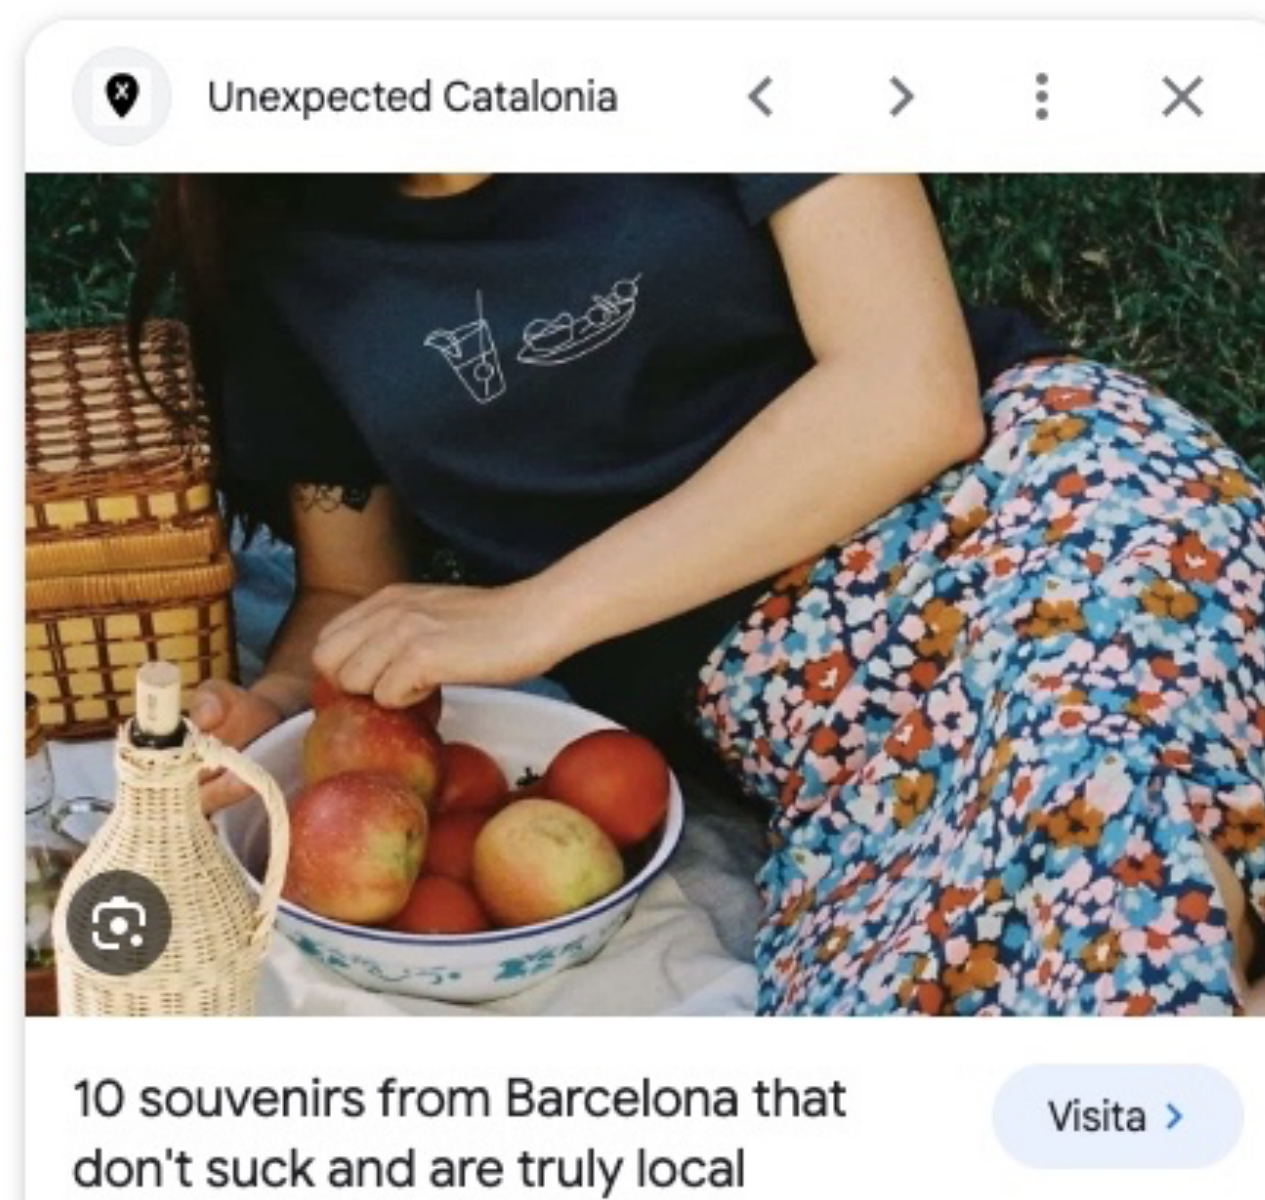 Unexpected Catalonia
10 souvenirs from Barcelona that
don't suck and are truly local
Visita